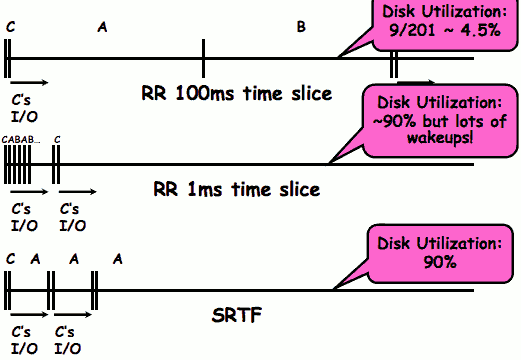 Disk Utilization:
9/201 ~ 4.5%
C A B
C's
I/O
RR 100ms time slice
Disk Utilization:
~90% but lots of
wakeups!
CABAB... C
C's C's
I/O I/O
RR 1ms time slice
Disk Utilization:
90%
C A A A
C's C's
I/O I/O
SRTF